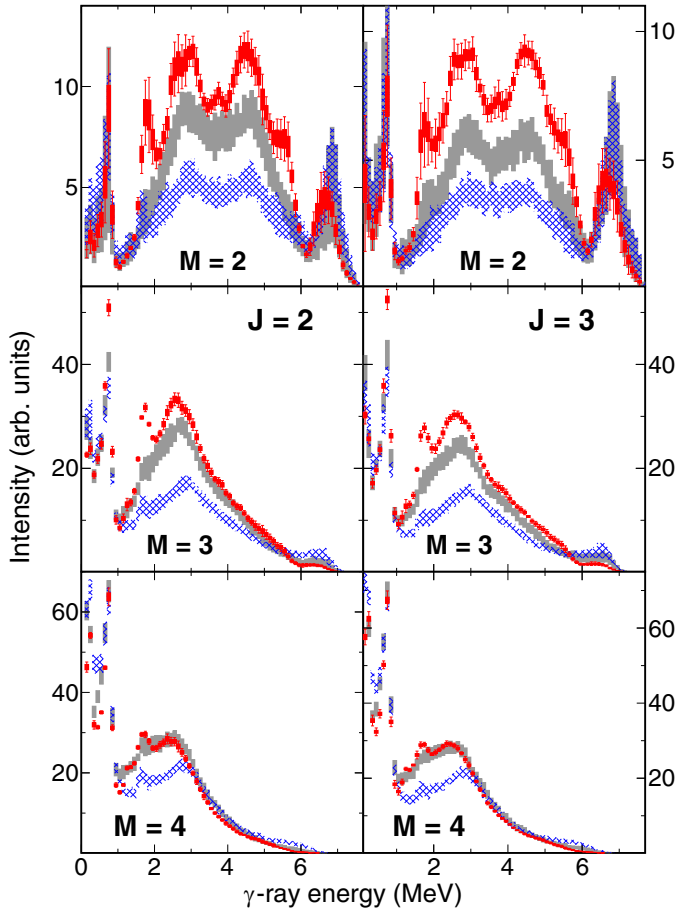 10
5
M = 2
10
5
M = 2
Intensity (arb. units)
40
20
J = 2
M = 3
J = 3
M = 3
40
20
60
40
20
M = 4
M = 4
60
40
20
0 2 4 6 2 4 6
γ-ray energy (MeV)